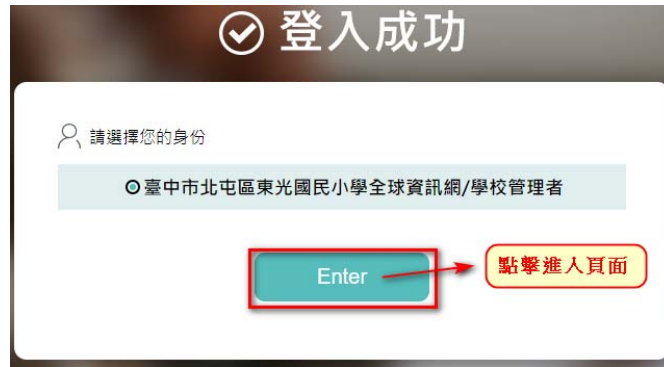 登入成功
請選擇您的身份
臺中市北屯區東光國民小學全球資訊網/學校管理者
Enter
點擊進入頁面